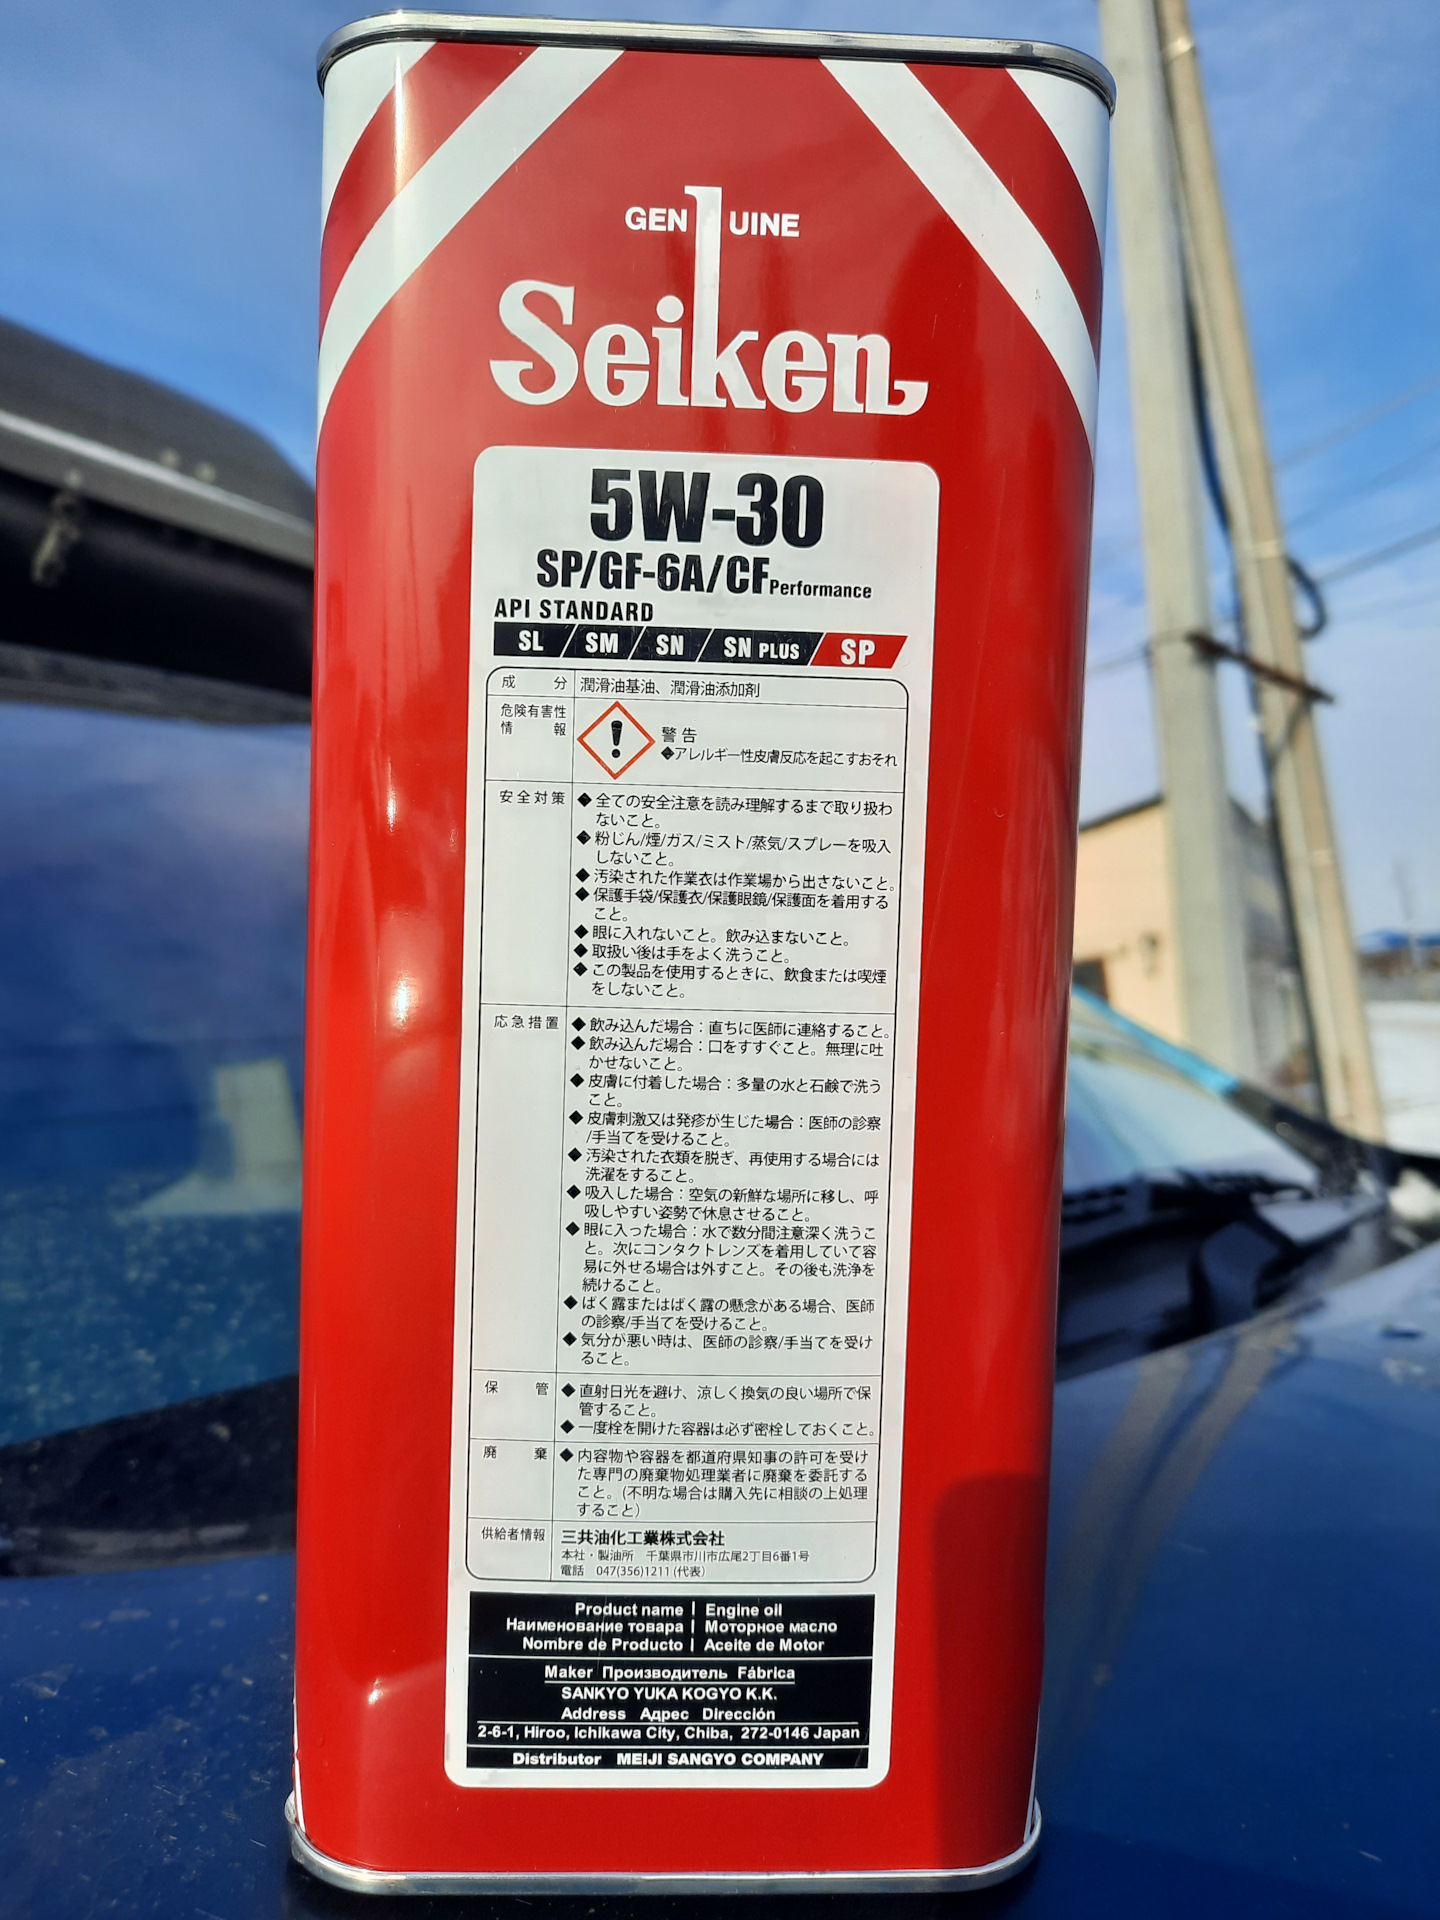 GENUINE
Seiken
5W-30
SP/GF-6A/CF Performance
API STANDARD
SL / SM / SN / SN PLUS / SP
成分 潤滑油基油、潤滑油添加剤
危険有害性
情報
警告
◆アレルギー性皮膚反応を起こすおそれ
安全対策
◆全ての安全注意を読み理解するまで取り扱わ
ないこと。
◆粉じん/煙/ガス/ミスト/蒸気/スプレーを吸入
しないこと。
◆汚染された作業衣は作業場から出さないこと。
◆保護手袋/保護衣/保護眼鏡/保護面を着用する
こと。
◆眼に入れないこと。飲み込まないこと。
◆取扱い後は手をよく洗うこと。
◆この製品を使用するときに、飲食または喫煙
をしないこと。
応急措置
◆飲み込んだ場合：直ちに医師に連絡すること。
◆飲み込んだ場合：口をすすぐこと。無理に吐
かせないこと。
◆皮膚に付着した場合：多量の水と石鹸で洗う
こと。
◆皮膚刺激又は発疹が生じた場合：医師の診察
/手当てを受けること。
◆汚染された衣類を脱ぎ、再使用する場合には
洗濯をすること。
◆吸入した場合：空気の新鮮な場所に移し、呼
吸しやすい姿勢で休息させること。
◆眼に入った場合：水で数分間注意深く洗うこ
と。次にコンタクトレンズを着用していて容
易に外せる場合は外すこと。その後も洗浄を
続けること。
◆ばく露またはばく露の懸念がある場合、医師
の診察/手当てを受けること。
◆気分が悪い時は、医師の診察/手当てを受け
ること。
保管
◆直射日光を避け、涼しく換気の良い場所で保
管すること。
◆一度栓を開けた容器は必ず密栓しておくこと。
廃棄
◆内容物や容器を都道府県知事の許可を受け
た専門の廃棄物処理業者に廃棄を委託する
こと。(不明な場合は購入先に相談の上処理
すること)
供給者情報 三共油化工業株式会社
本社・製油所　千葉県市川市広尾2丁目6番1号
電話　047(356)1211(代表)
Product name | Engine oil
Наименование товара | Моторное масло
Nombre de Producto | Aceite de Motor
Maker Производитель Fábrica
SANKYO YUKA KOGYO K.K.
Address Адрес Dirección
2-6-1, Hiroo, Ichikawa City, Chiba, 272-0146 Japan
Distributor MEIJI SANGYO COMPANY